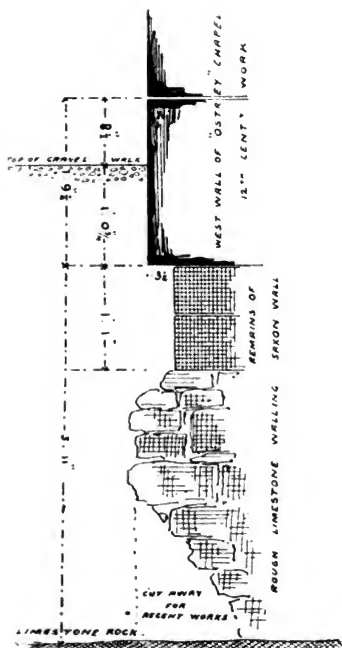 WEST WALL OF "OSTREY" CHAPEL
12TH CENTY WORK
TOP OF GRAVEL WALK
REMAINS OF
SAXON WALL
ROUGH LIMESTONE WALLING
CUT AWAY
FOR
RECENT WORKS
LIMESTONE ROCK.